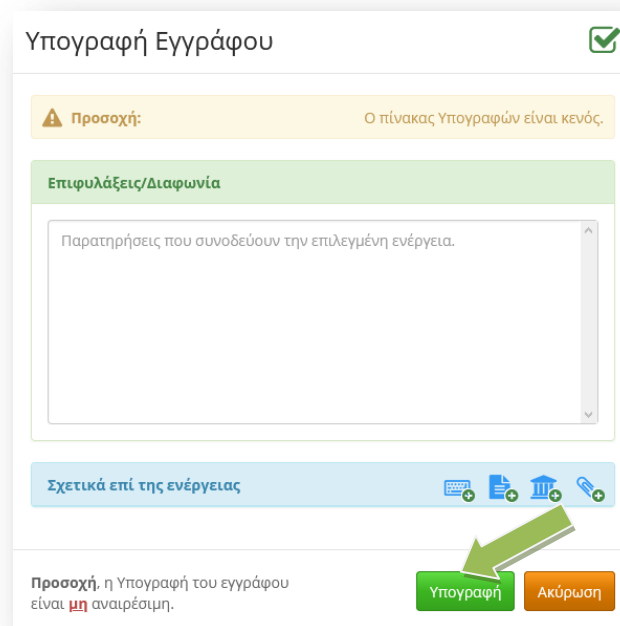 Υπογραφή Εγγράφου
Προσοχή: Ο πίνακας Υπογραφών είναι κενός.
Επιφυλάξεις/Διαφωνία
Παρατηρήσεις που συνοδεύουν την επιλεγμένη ενέργεια.
Σχετικά επί της ενέργειας
Προσοχή, η Υπογραφή του εγγράφου
είναι μη αναιρέσιμη.
Υπογραφή Ακύρωση